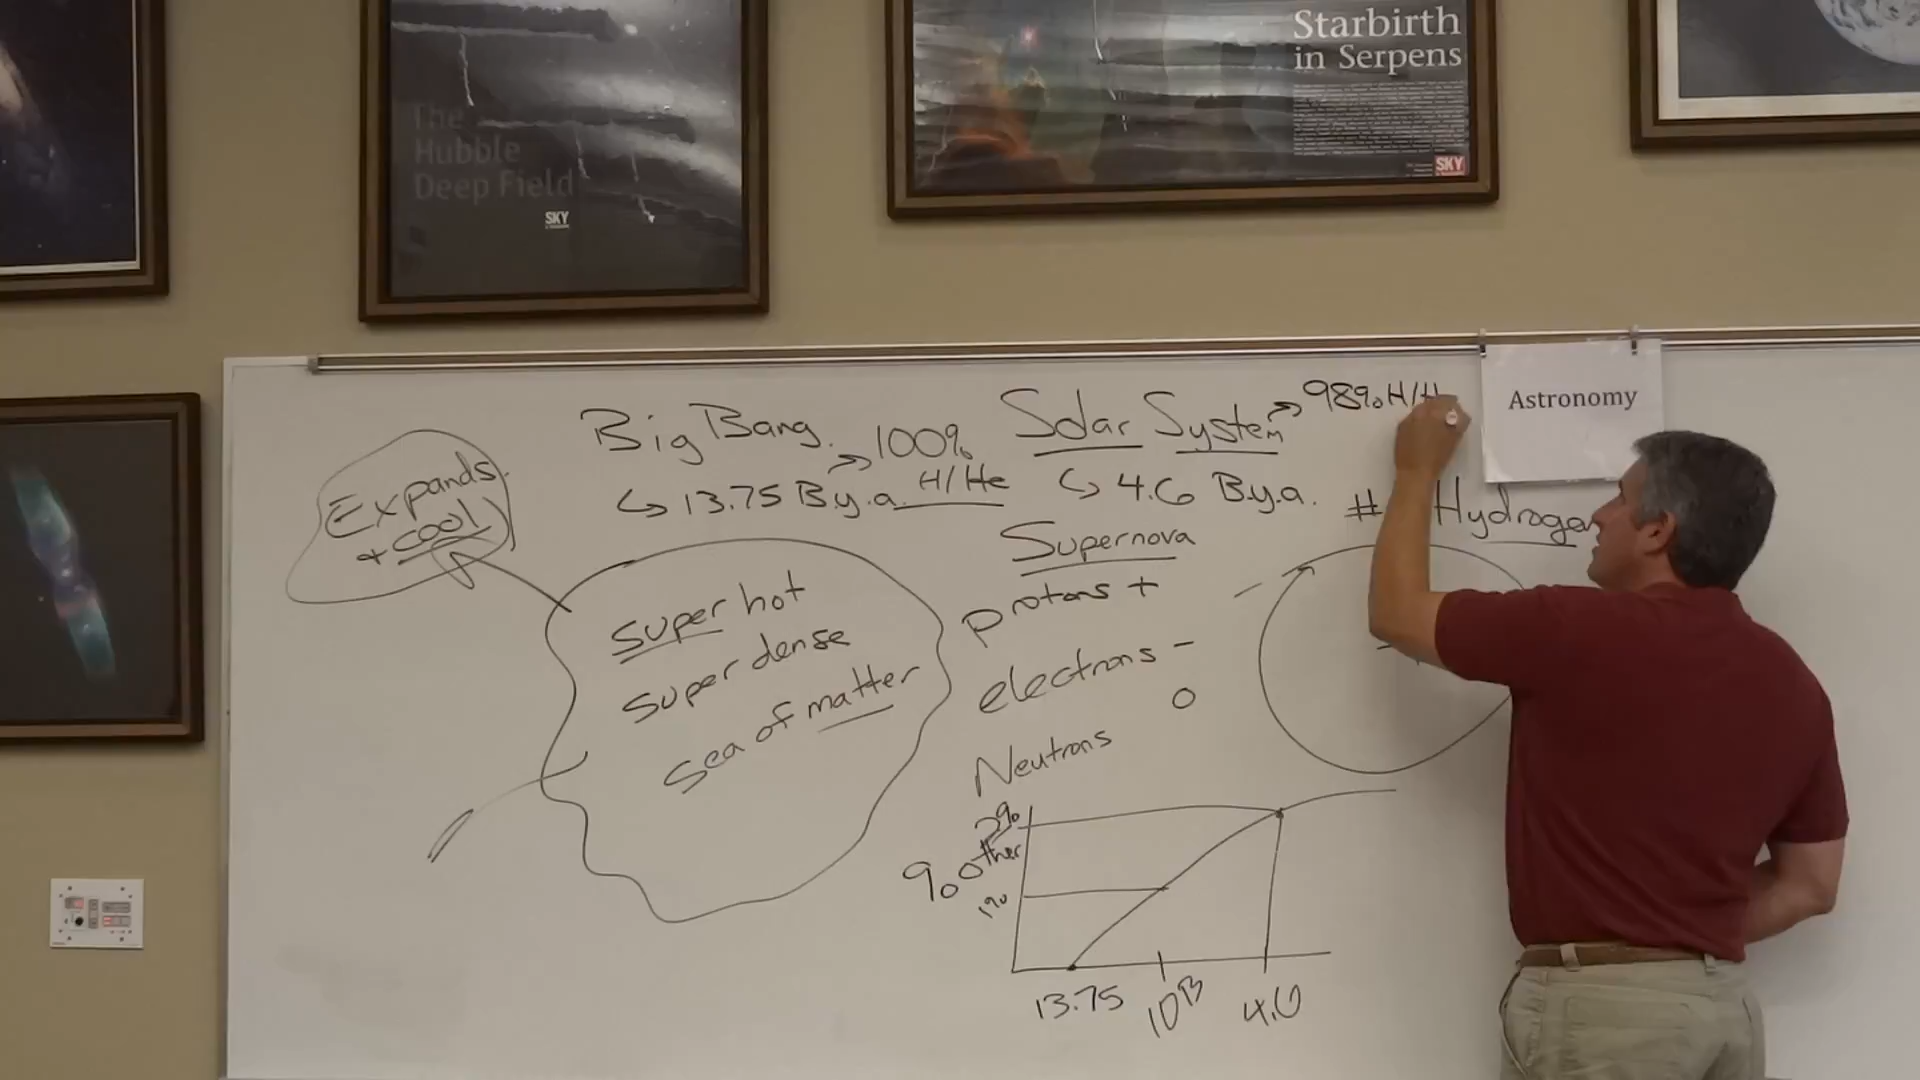 The
Hubble
Deep Field
SKY
Starbirth
in Serpens
SKY
Astronomy
Big Bang
→ 100%
H/He
↳ 13.75 B.y.a.
Solar System → 98% H/H
↳ 4.6 B.y.a.
Expands
+ cool
super hot
super dense
sea of matter
Supernova
protons +
electrons -
Neutrons 0
# Hydrogen
2%
% Other
1%
13.75 10B 4.6